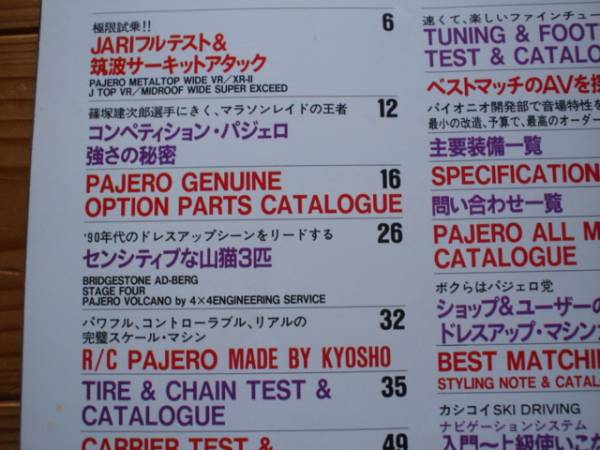 極限試乗!!
6
JARIフルテスト&
筑波サーキットアタック
PAJERO METALTOP WIDE VR/XR-II
J TOP VR/MIDROOF WIDE SUPER EXCEED
篠塚建次郎選手にきく、マラソンレイドの王者
12
コンペティション・パジェロ
強さの秘密
PAJERO GENUINE
16
OPTION PARTS CATALOGUE
'90年代のドレスアップシーンをリードする
26
センシティブな山猫3匹
BRIDGESTONE AD-BERG
STAGE FOUR
PAJERO VOLCANO by 4×4ENGINEERING SERVICE
パワフル、コントローラブル、リアルの
32
完璧スケール・マシン
R/C PAJERO MADE BY KYOSHO
TIRE & CHAIN TEST &
35
CATALOGUE
CARRIER TEST &
49
速くて、楽しいファインチュー
TUNING & FOOT
TEST & CATALO
ベストマッチのAVを探
パイオニオ開発部で音場特性を
最小の改造、予算で、最高のオーダー
主要装備一覧
SPECIFICATION
問い合わせ一覧
PAJERO ALL M
CATALOGUE
ボクらはパジェロ党
ショップ&ユーザーの
ドレスアップ・マシン
BEST MATCHI
STYLING NOTE & CATAL
カシコイSKI DRIVING
ナビゲーションシステム
入門〜上級使いこな